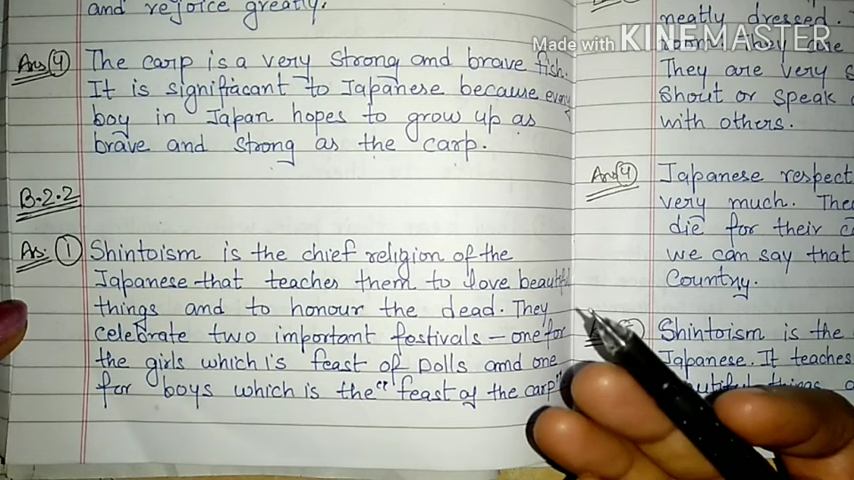 and rejoice greatly.
Ans 4 The carp is a very strong and brave fish.
It is significant to Japanese because every
boy in Japan hopes to grow up as
brave and strong as the carp.
B.2.2
As. 1 Shintoism is the chief religion of the
Japanese that teaches them to love beautiful
things and to honour the dead. They
celebrate two important festivals - one for
the girls which is feast of Dolls and one
for boys which is the "feast of the carp"
Made with KINEMASTER
neatly dressed.
room. They are
They are very s
Shout or speak
with others.
Ans 4 Japanese respect
very much. The
die for their c
we can say that
Country.
Shintoism is the
Japanese. It teaches
beautiful things